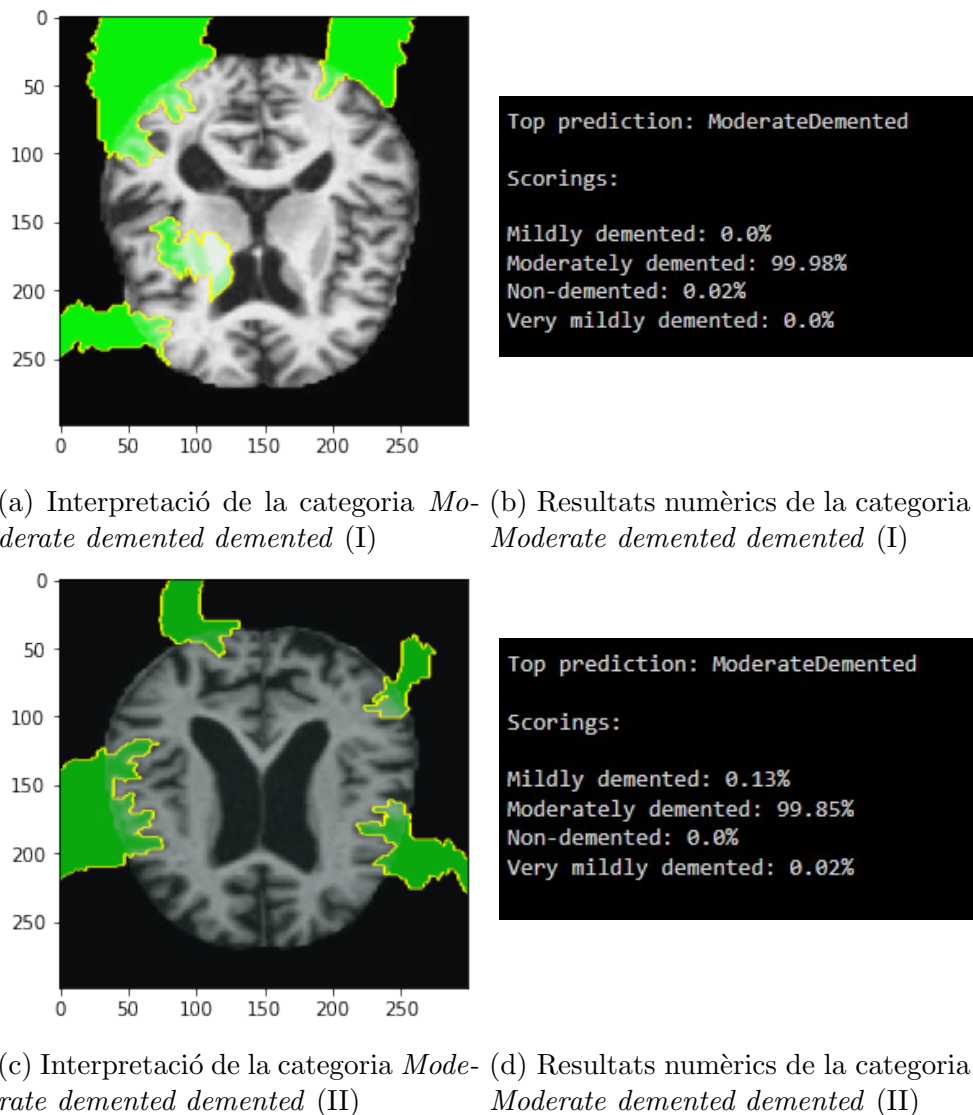 0
50
100
150
200
250
0 50 100 150 200 250
Top prediction: ModerateDemented
Scorings:
Mildly demented: 0.0%
Moderately demented: 99.98%
Non-demented: 0.02%
Very mildly demented: 0.0%
(a) Interpretació de la categoria Mo-
derate demented demented (I)
(b) Resultats numèrics de la categoria
Moderate demented demented (I)
0
50
100
150
200
250
0 50 100 150 200 250
Top prediction: ModerateDemented
Scorings:
Mildly demented: 0.13%
Moderately demented: 99.85%
Non-demented: 0.0%
Very mildly demented: 0.02%
(c) Interpretació de la categoria Mode-
rate demented demented (II)
(d) Resultats numèrics de la categoria
Moderate demented demented (II)